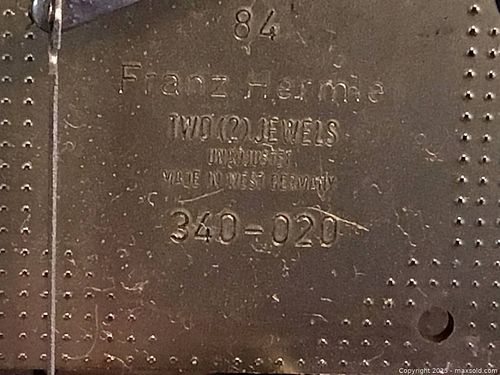 84
Franz Hermle
TWO (2) JEWELS
UNADJUSTED
MADE IN WEST GERMANY
340-020
Copyright 2025 - maxsold.com